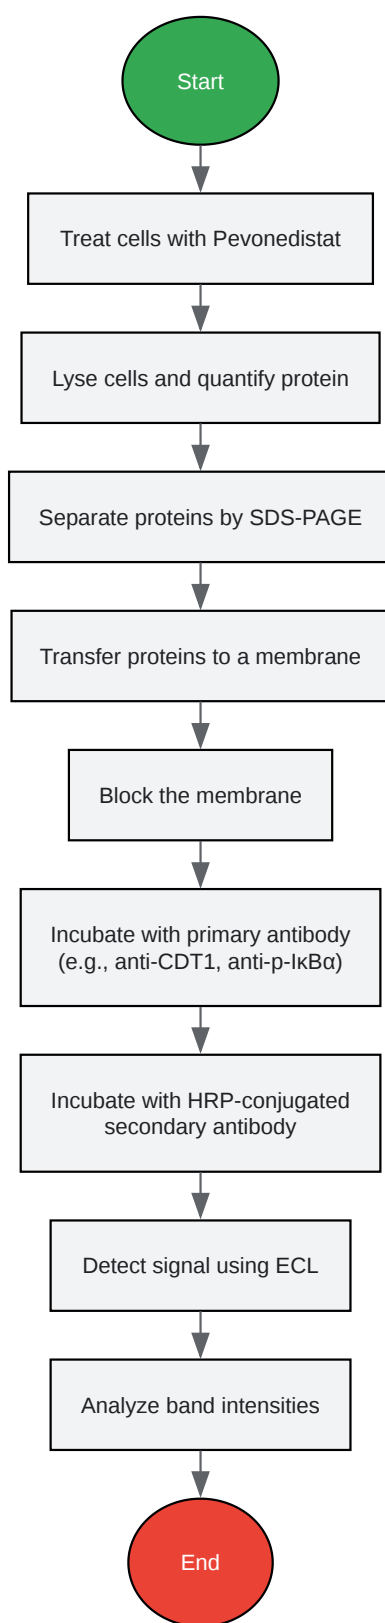 Start
Treat cells with Pevonedistat
Lyse cells and quantify protein
Separate proteins by SDS-PAGE
Transfer proteins to a membrane
Block the membrane
Incubate with primary antibody
(e.g., anti-CDT1, anti-p-IκBα)
Incubate with HRP-conjugated
secondary antibody
Detect signal using ECL
Analyze band intensities
End